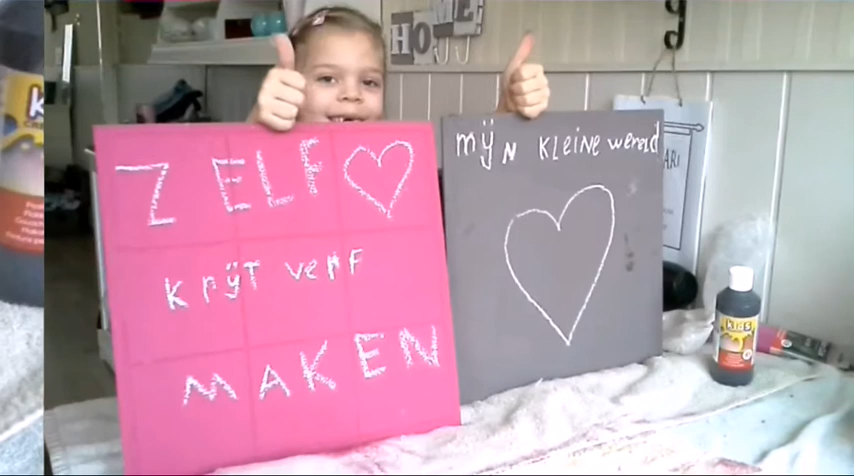 HOME
ZELF
KRŸT VERF
MAKEN
mÿN KLEINE wereld
kids